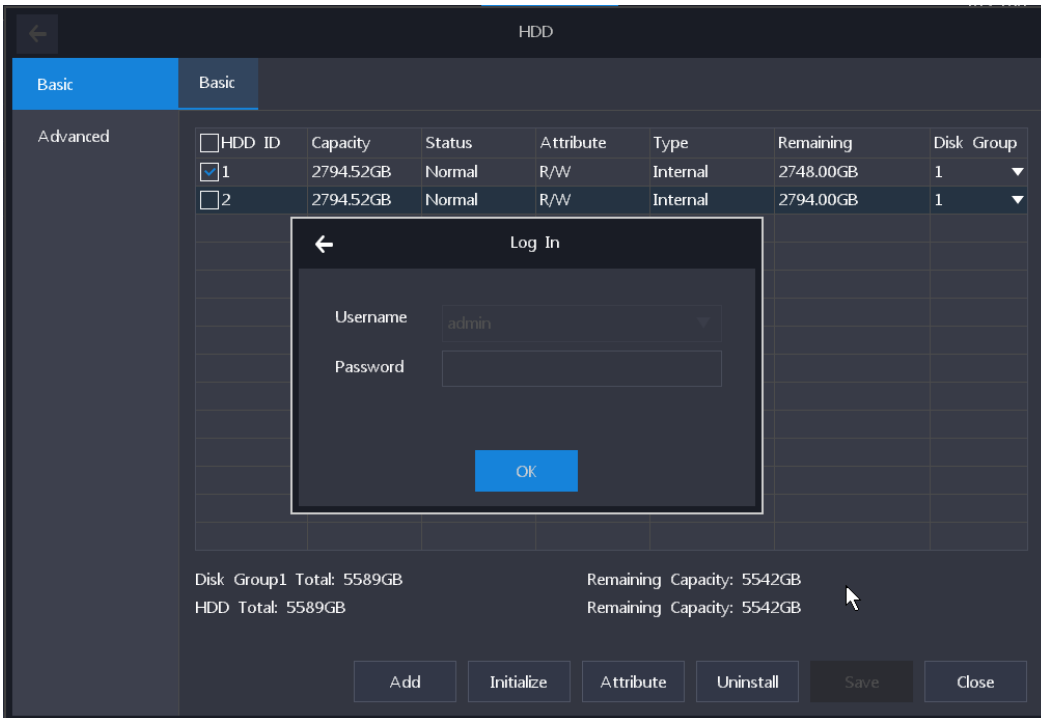 HDD
Basic
Basic
Advanced
HDD ID Capacity Status Attribute Type Remaining Disk Group
1 2794.52GB Normal R/W Internal 2748.00GB 1
2 2794.52GB Normal R/W Internal 2794.00GB 1
Log In
Username admin
Password
OK
Disk Group1 Total: 5589GB Remaining Capacity: 5542GB
HDD Total: 5589GB Remaining Capacity: 5542GB
Add Initialize Attribute Uninstall Save Close